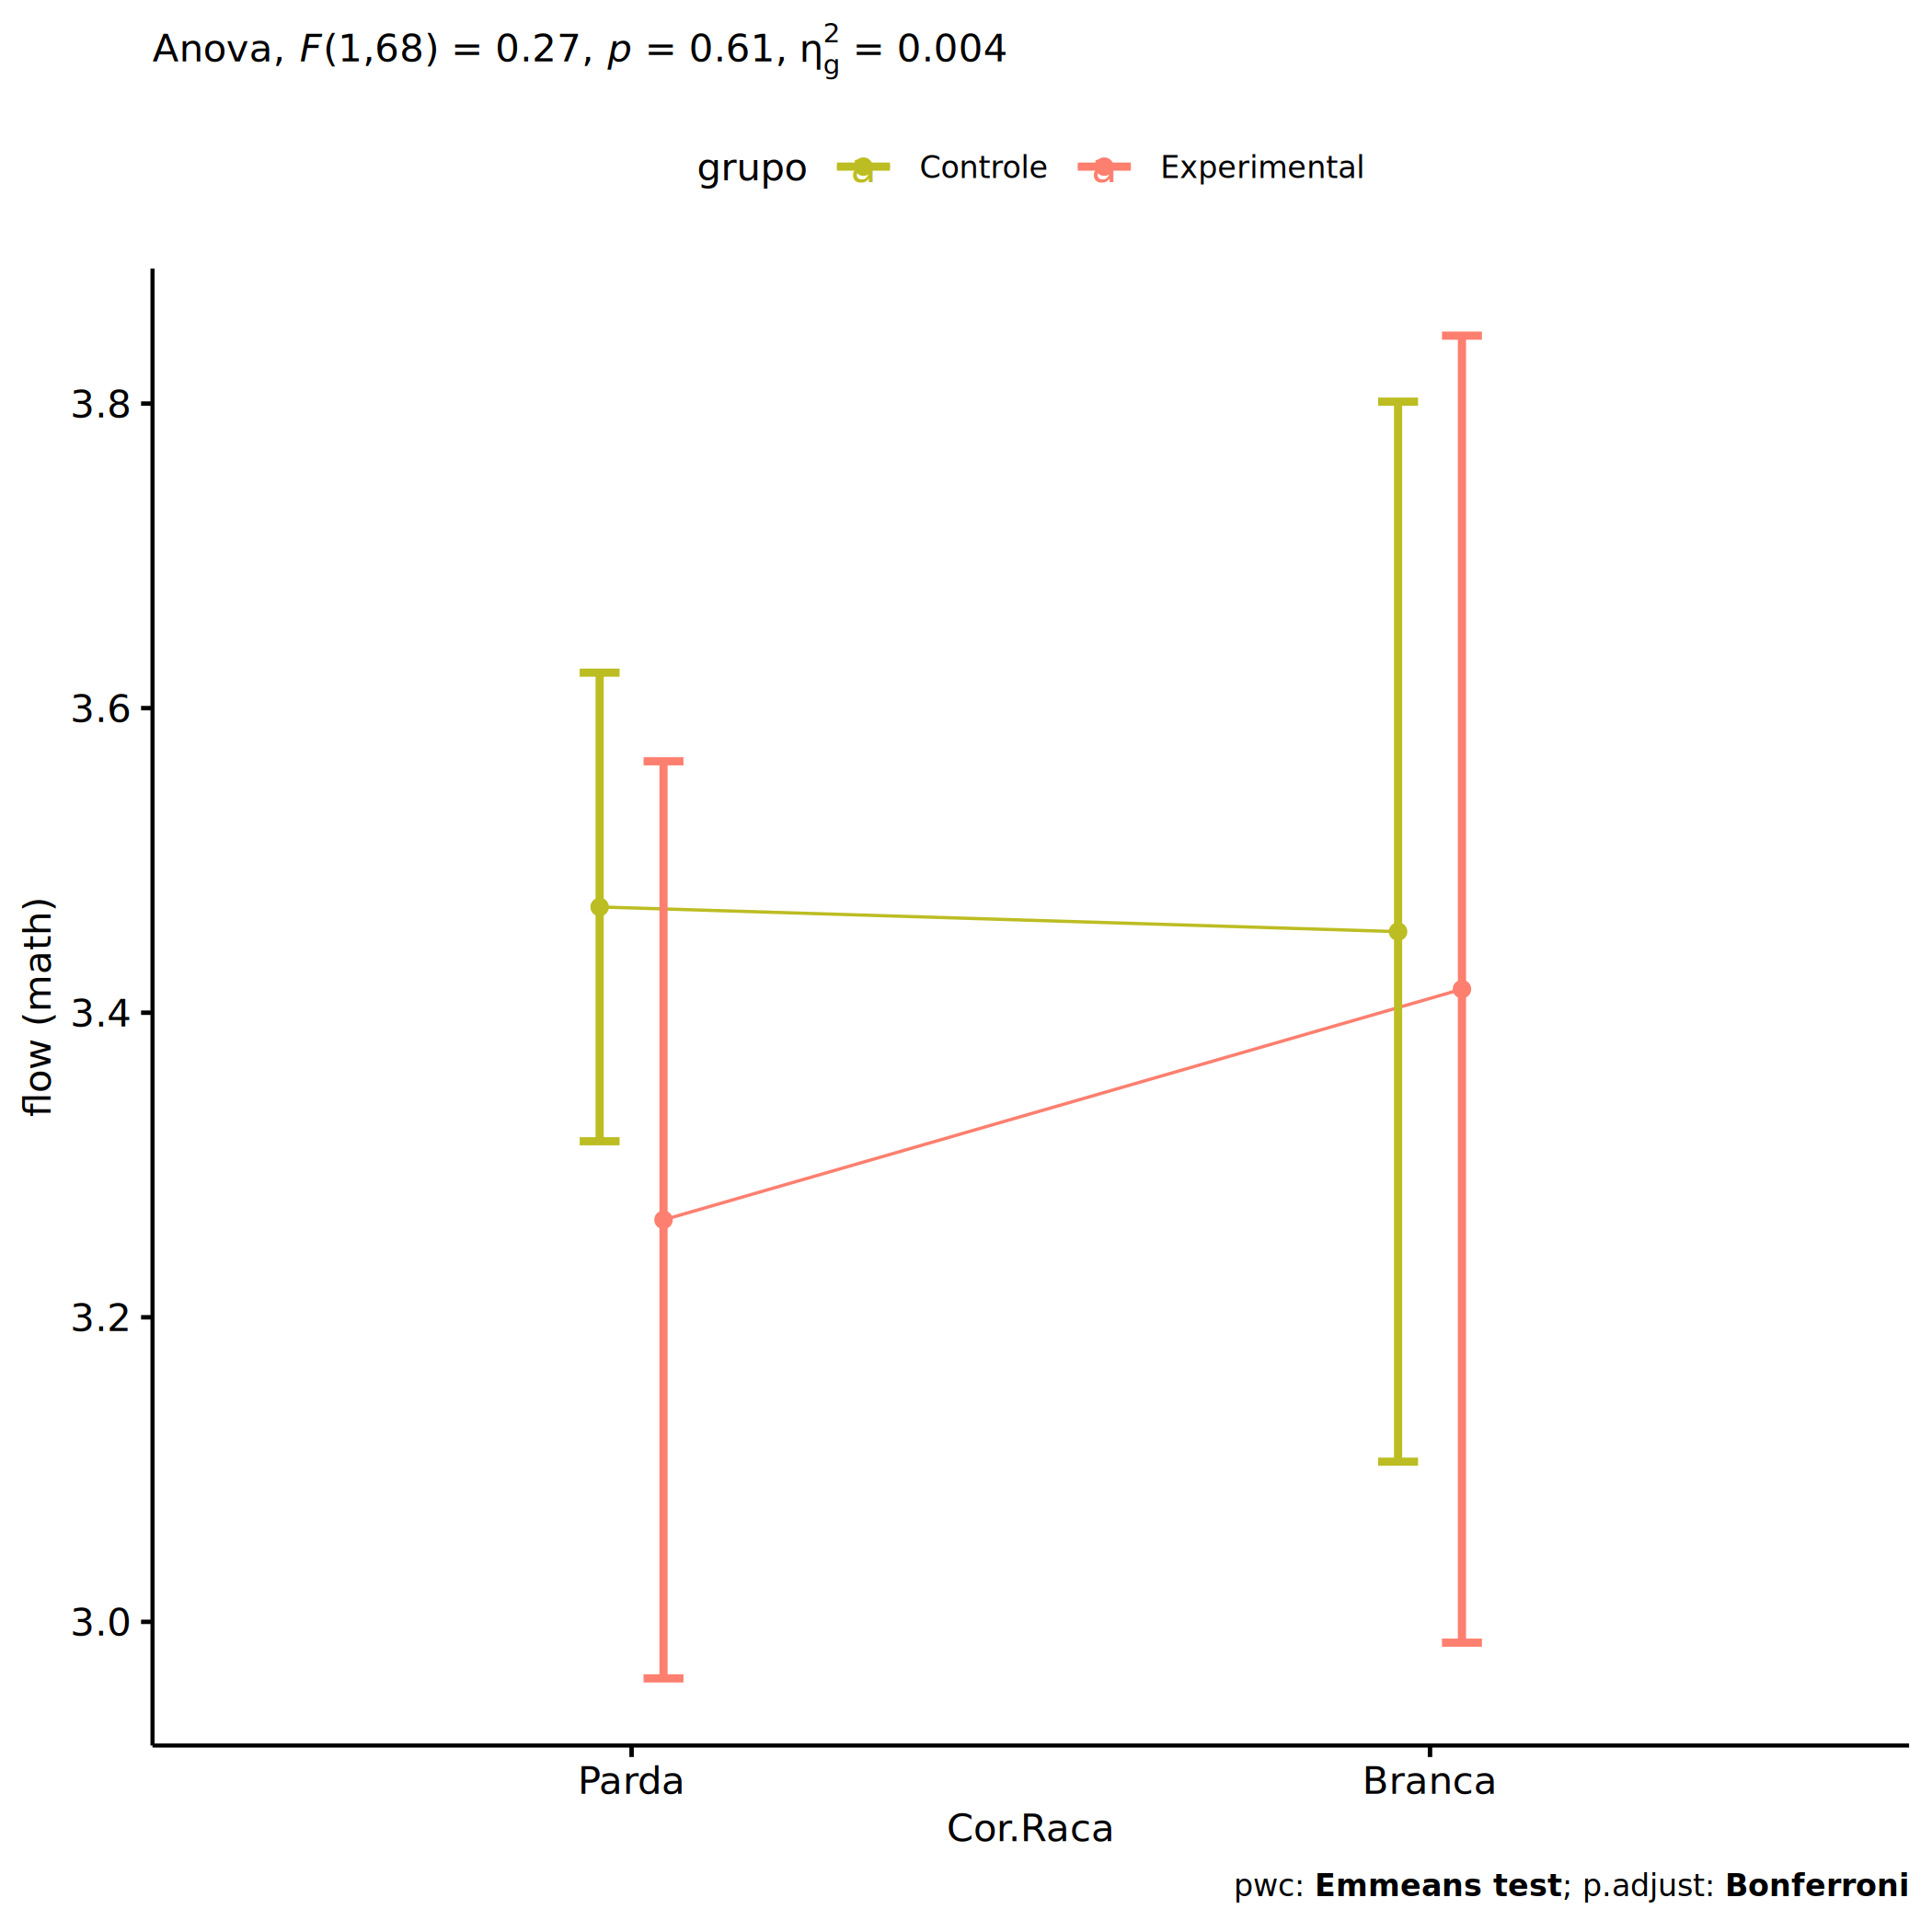 Anova, F(1,68) = 0.27, p = 0.61, η²g = 0.004
grupo a Controle a Experimental
3.8
3.6
3.4
3.2
3.0
flow (math)
Parda Branca
Cor.Raca
pwc: Emmeans test; p.adjust: Bonferroni